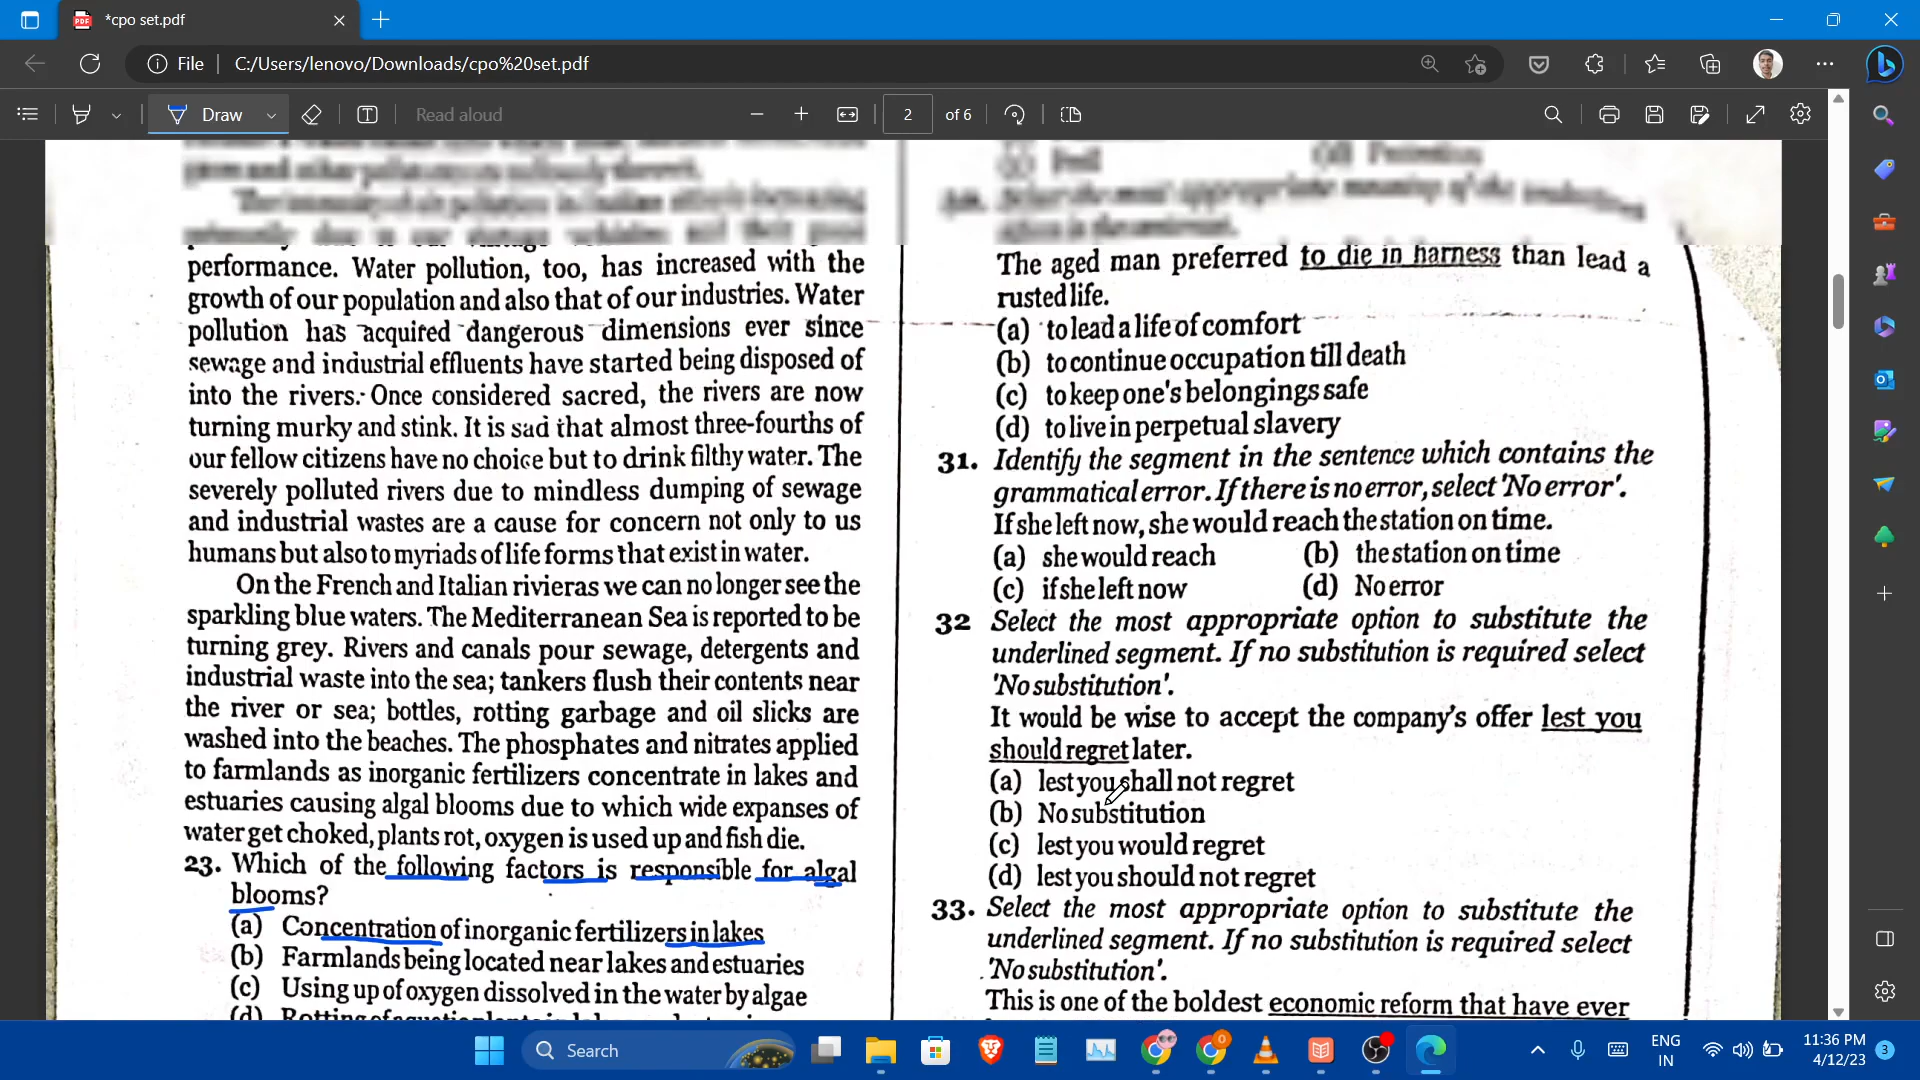 *cpo set.pdf
File
C:/Users/lenovo/Downloads/cpo%20set.pdf
Draw
Read aloud
2
of 6
performance. Water pollution, too, has increased with the
growth of our population and also that of our industries. Water
pollution has acquired dangerous dimensions ever since
sewage and industrial effluents have started being disposed of
into the rivers. Once considered sacred, the rivers are now
turning murky and stink. It is sad that almost three-fourths of
our fellow citizens have no choice but to drink filthy water. The
severely polluted rivers due to mindless dumping of sewage
and industrial wastes are a cause for concern not only to us
humans but also to myriads of life forms that exist in water.
On the French and Italian rivieras we can no longer see the
sparkling blue waters. The Mediterranean Sea is reported to be
turning grey. Rivers and canals pour sewage, detergents and
industrial waste into the sea; tankers flush their contents near
the river or sea; bottles, rotting garbage and oil slicks are
washed into the beaches. The phosphates and nitrates applied
to farmlands as inorganic fertilizers concentrate in lakes and
estuaries causing algal blooms due to which wide expanses of
water get choked, plants rot, oxygen is used up and fish die.
23. Which of the following factors is responsible for algal
blooms?
(a) Concentration of inorganic fertilizers in lakes
(b) Farmlands being located near lakes and estuaries
(c) Using up of oxygen dissolved in the water by algae
(d)
The aged man preferred to die in harness than lead a
rusted life.
(a) to lead a life of comfort
(b) to continue occupation till death
(c) to keep one's belongings safe
(d) to live in perpetual slavery
31. Identify the segment in the sentence which contains the
grammatical error. If there is no error, select 'No error'.
If she left now, she would reach the station on time.
(a) she would reach (b) the station on time
(c) if she left now (d) No error
32 Select the most appropriate option to substitute the
underlined segment. If no substitution is required select
'No substitution'.
It would be wise to accept the company's offer lest you
should regret later.
(a) lest you shall not regret
(b) No substitution
(c) lest you would regret
(d) lest you should not regret
33. Select the most appropriate option to substitute the
underlined segment. If no substitution is required select
'No substitution'.
This is one of the boldest economic reform that have ever
Search
ENG
IN
11:36 PM
4/12/23
3